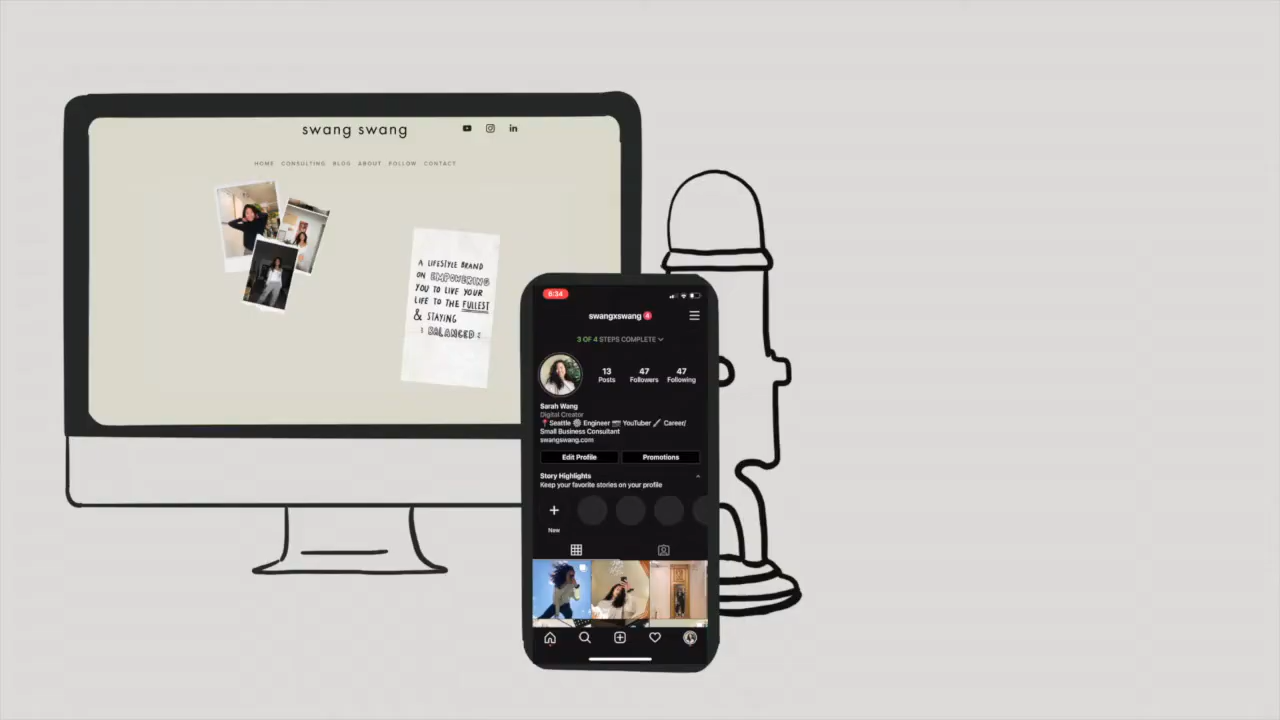 swang swang
HOME CONSULTING BLOG ABOUT FOLLOW CONTACT
A LIFESTYLE BRAND
ON EMPOWERING
YOU TO LIVE YOUR
LIFE TO THE FULLEST
& STAYING
BALANCED
6:34
swangxswang 4
3 OF 4 STEPS COMPLETE
13 47 47
Posts Followers Following
Sarah Wang
Digital Creator
Seattle Engineer YouTuber Career/
Small Business Consultant
swangswang.com
Edit Profile Promotions
Story Highlights
Keep your favorite stories on your profile
New